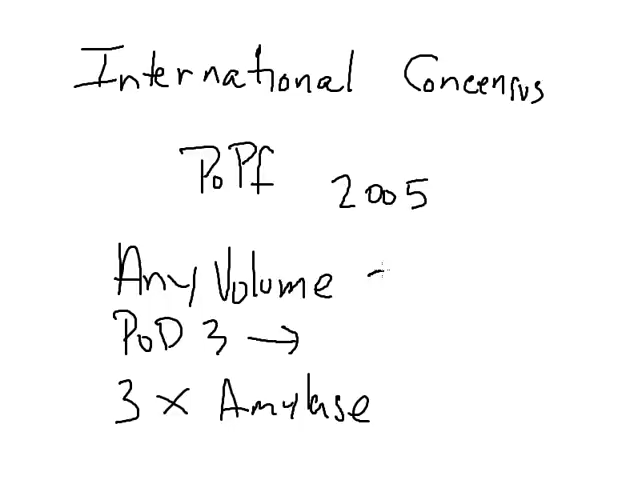 International Concensus
PoPf 2005
Any Volume -
PoD 3 →
3 x Amylase